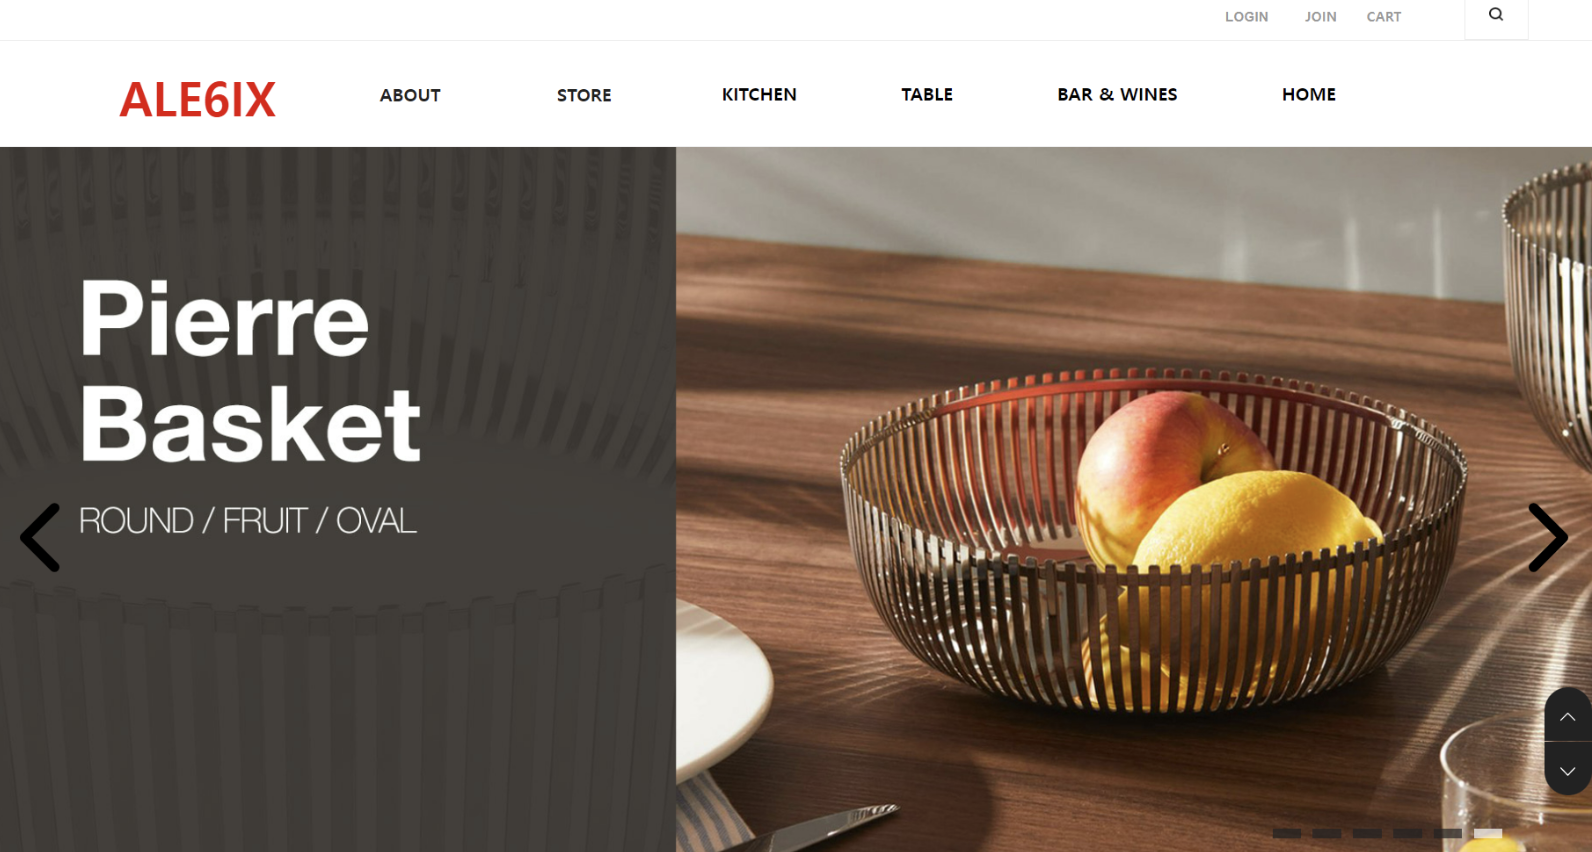 LOGIN JOIN CART
ALE6IX ABOUT STORE KITCHEN TABLE BAR & WINES HOME
Pierre
Basket
ROUND / FRUIT / OVAL